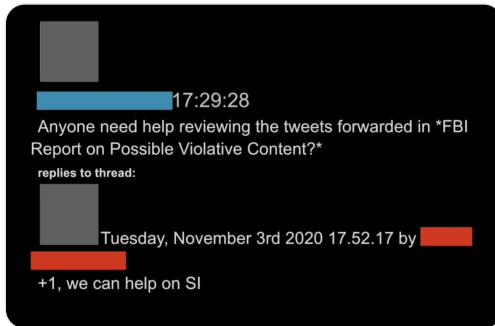 17:29:28
Anyone need help reviewing the tweets forwarded in *FBI
Report on Possible Violative Content?*
replies to thread:
Tuesday, November 3rd 2020 17.52.17 by
+1, we can help on SI